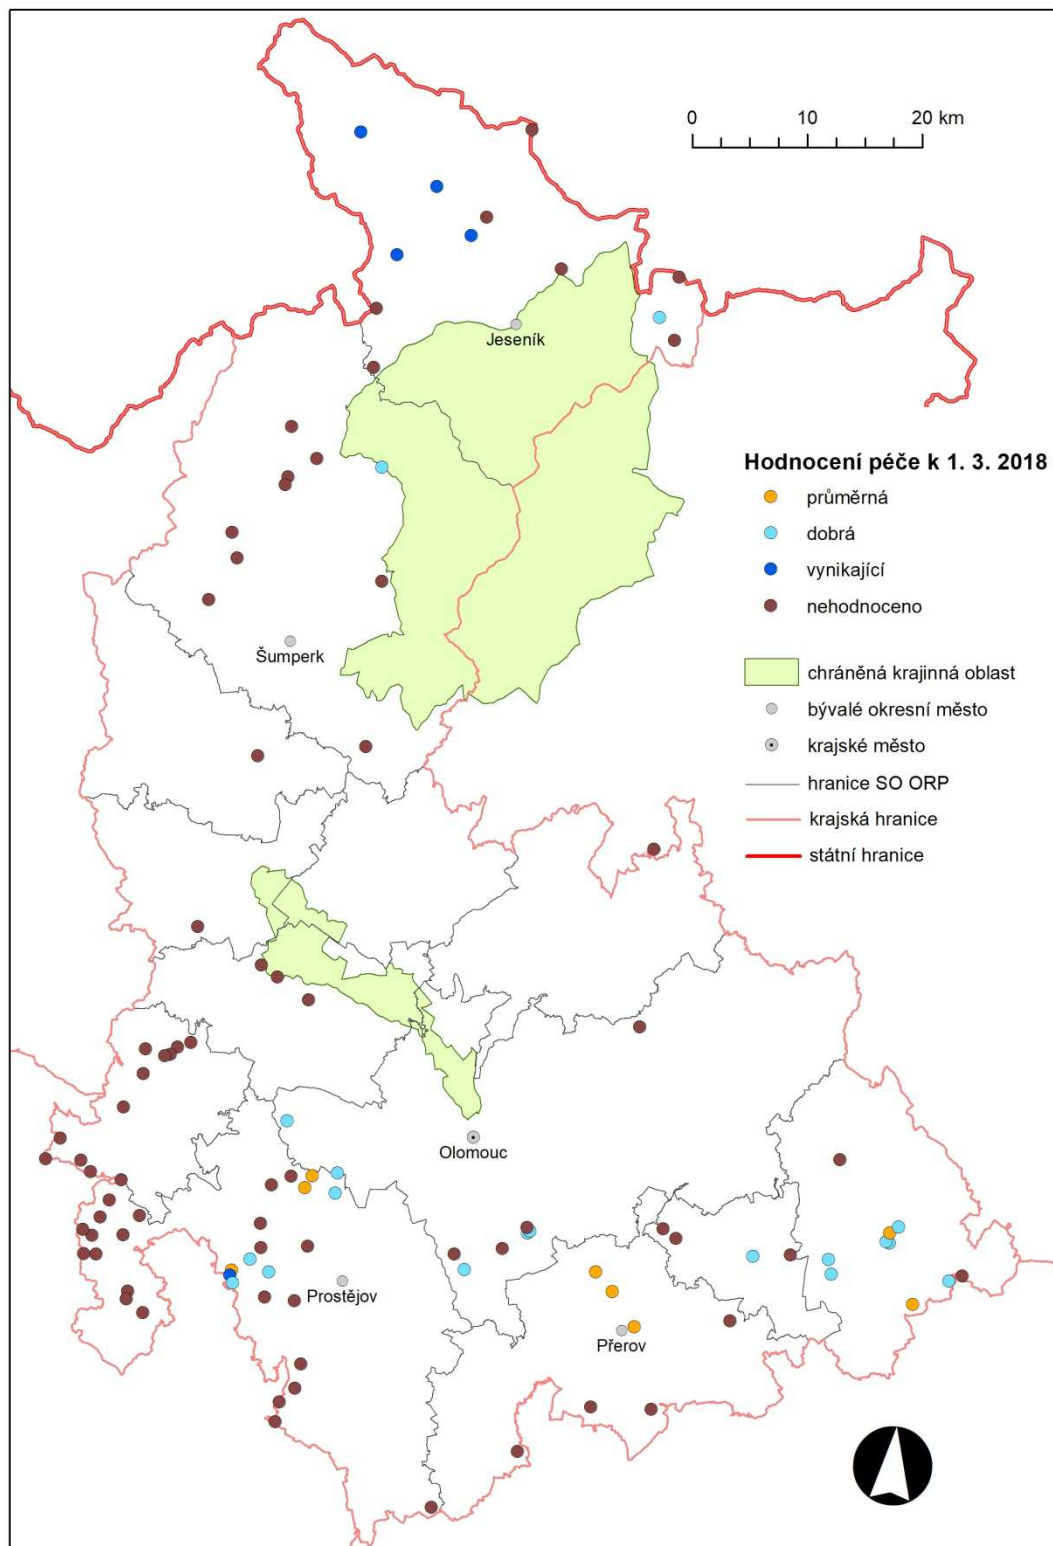 0 10 20 km
Jeseník
Hodnocení péče k 1. 3. 2018
průměrná
dobrá
vynikající
nehodnoceno
Šumperk
chráněná krajinná oblast
bývalé okresní město
krajské město
hranice SO ORP
krajská hranice
státní hranice
Olomouc
Prostějov
Přerov